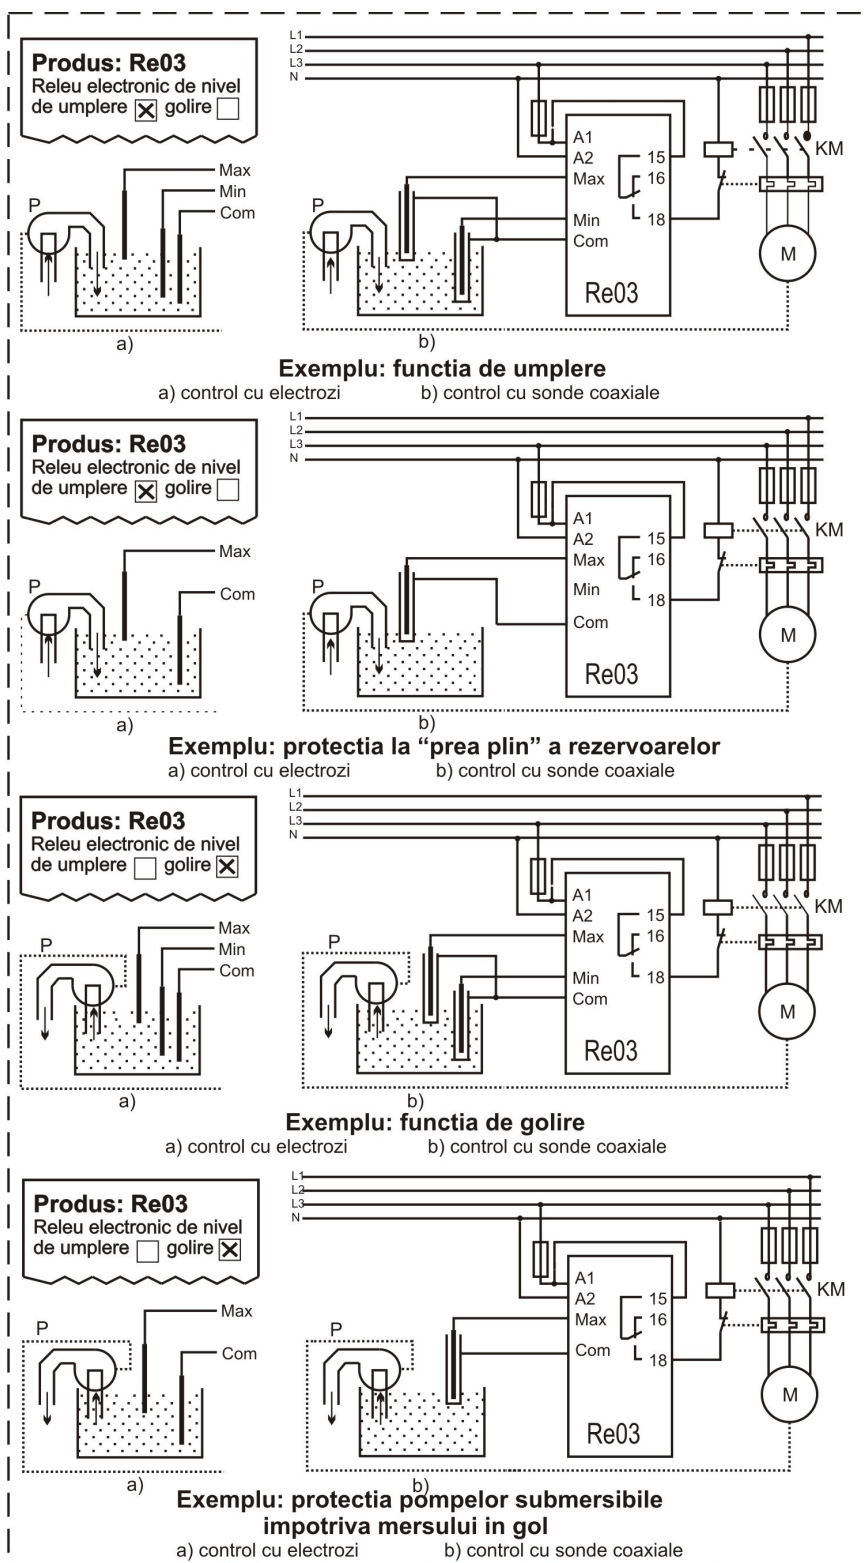 L1
L2
L3
N
Produs: Re03
Releu electronic de nivel
de umplere ☒ golire ☐
Max
Min
Com
P
a)
P
A1
A2
Max
Min
Com
15
16
18
Re03
KM
M
b)
Exemplu: functia de umplere
a) control cu electrozi b) control cu sonde coaxiale
L1
L2
L3
N
Produs: Re03
Releu electronic de nivel
de umplere ☒ golire ☐
Max
Com
P
a)
P
A1
A2
Max
Min
Com
15
16
18
Re03
KM
M
b)
Exemplu: protectia la “prea plin” a rezervoarelor
a) control cu electrozi b) control cu sonde coaxiale
L1
L2
L3
N
Produs: Re03
Releu electronic de nivel
de umplere ☐ golire ☒
Max
Min
Com
P
a)
P
A1
A2
Max
Min
Com
15
16
18
Re03
KM
M
b)
Exemplu: functia de golire
a) control cu electrozi b) control cu sonde coaxiale
L1
L2
L3
N
Produs: Re03
Releu electronic de nivel
de umplere ☐ golire ☒
Max
Com
P
a)
P
A1
A2
Max
Com
15
16
18
Re03
KM
M
b)
Exemplu: protectia pompelor submersibile
impotriva mersului in gol
a) control cu electrozi b) control cu sonde coaxiale